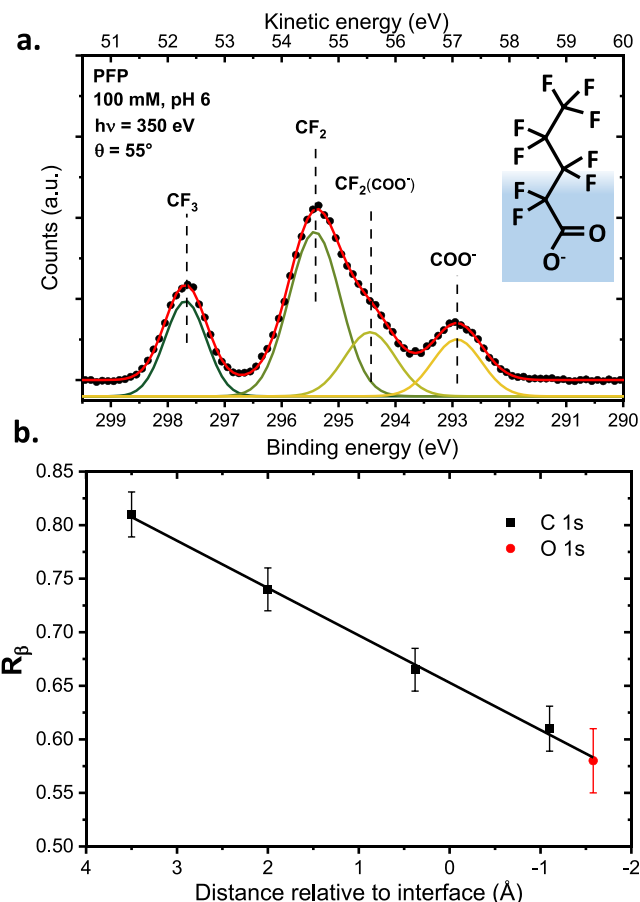 a.
Kinetic energy (eV)
51 52 53 54 55 56 57 58 59 60
PFP
100 mM, pH 6
hν = 350 eV
θ = 55°
CF₃
CF₂
CF₂(COO⁻)
COO⁻
F
F
F
F
F
F
F
F
F
O
O⁻
Counts (a.u.)
299 298 297 296 295 294 293 292 291 290
Binding energy (eV)
b.
0.85
0.80
0.75
0.70
0.65
0.60
0.55
0.50
R_β
C 1s
O 1s
4 3 2 1 0 -1 -2
Distance relative to interface (Å)